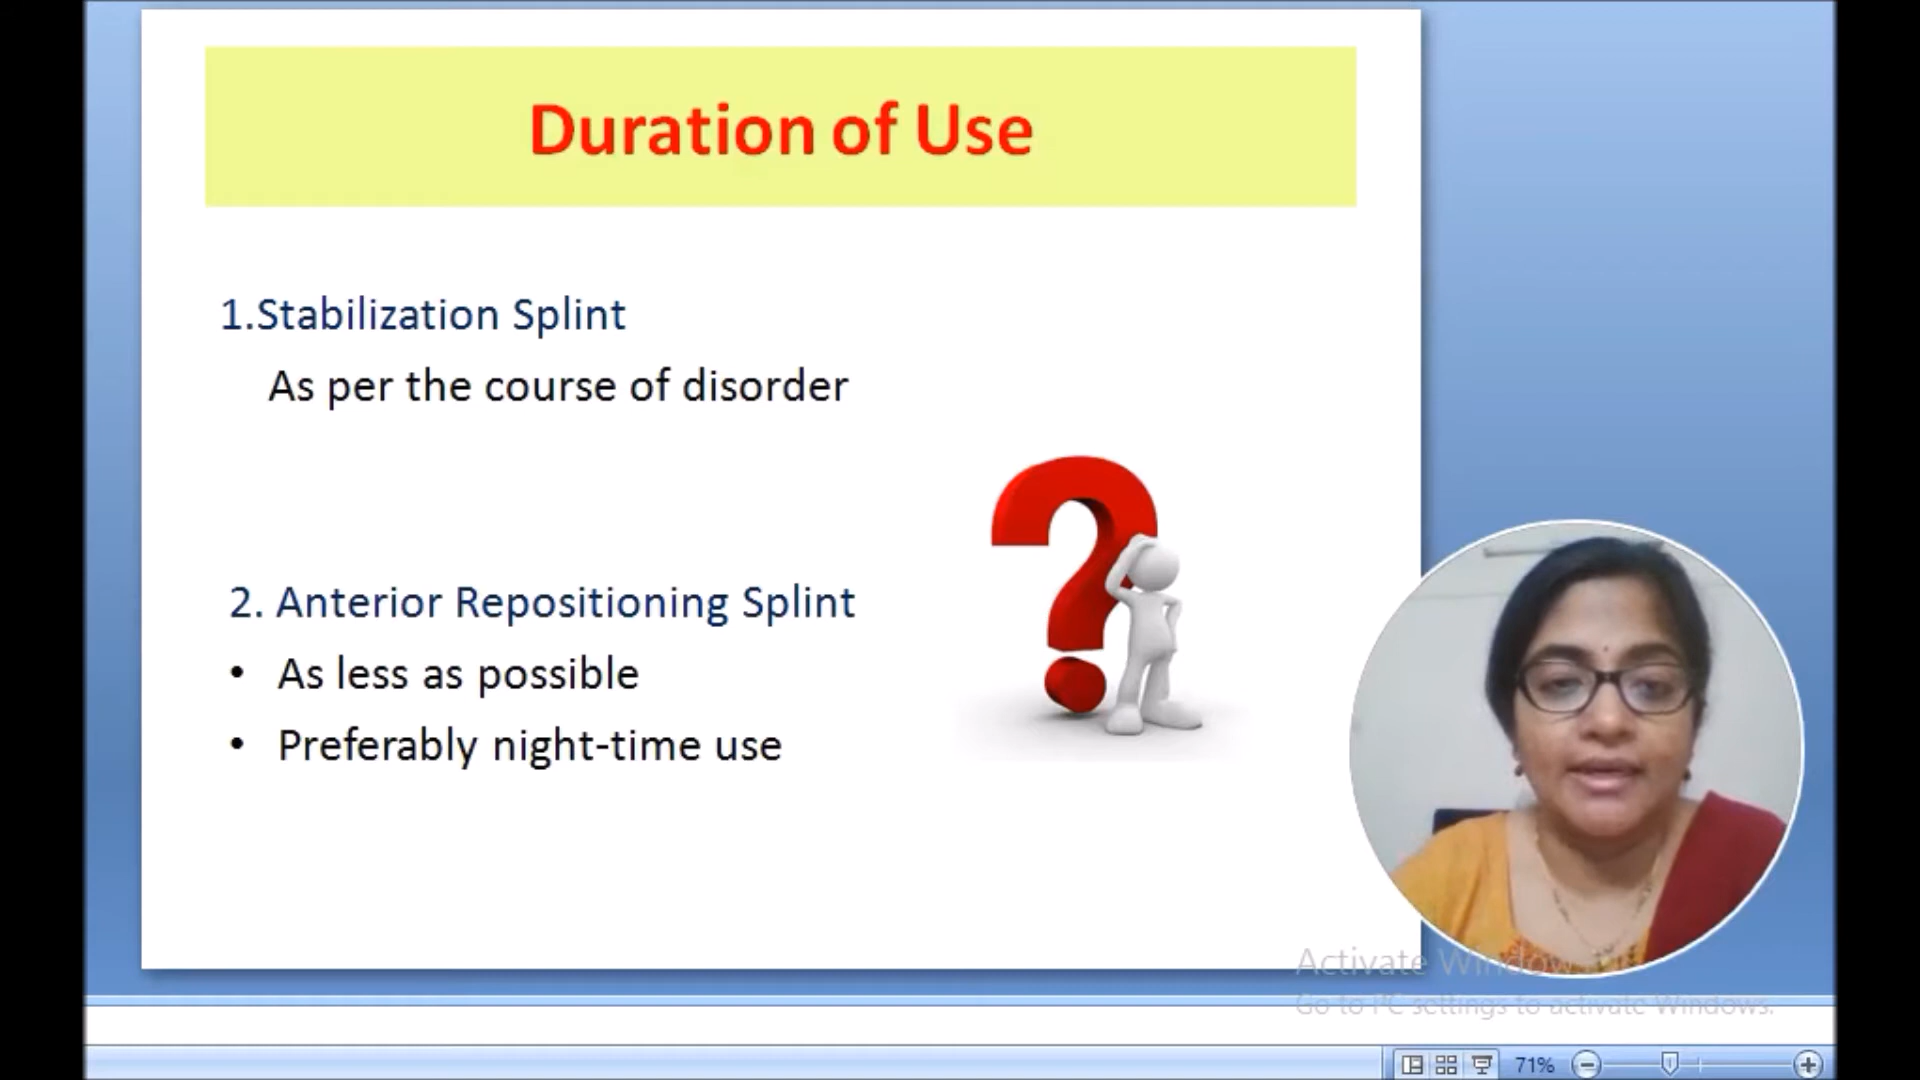 Duration of Use
1.Stabilization Splint
As per the course of disorder
2. Anterior Repositioning Splint
• As less as possible
• Preferably night-time use
Activate Windows
Go to PC settings to activate Windows.
71%